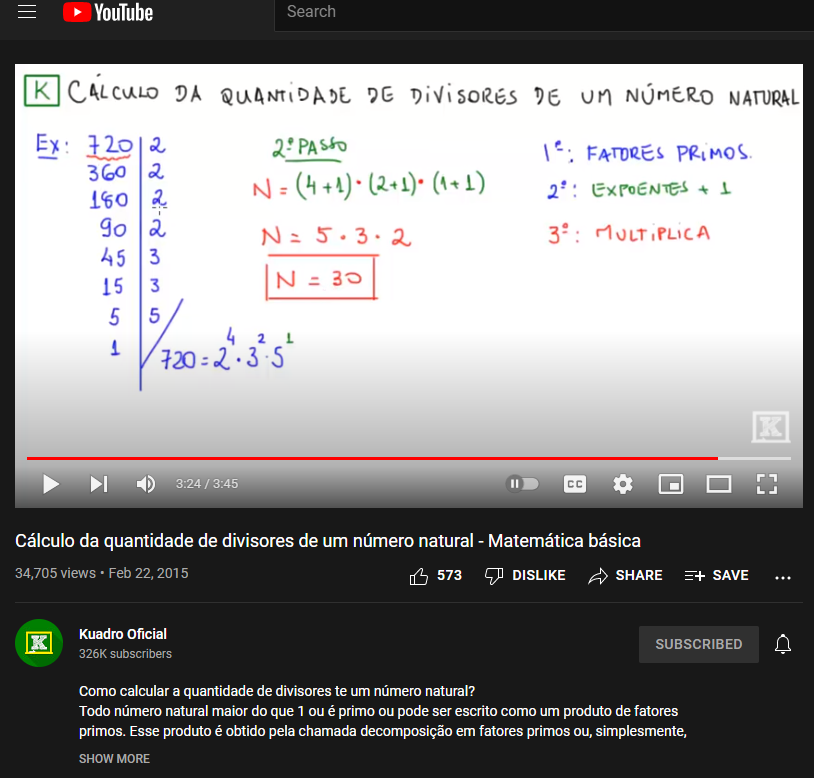 YouTube
Search
K CÁLCULO DA QUANTIDADE DE DIVISORES DE UM NÚMERO NATURAL
Ex: 720 2
360 2
180 2
90 2
45 3
15 3
5 5
1
720 = 2^4 · 3^2 · 5^1
2º PASSO
N = (4+1) · (2+1) · (1+1)
N = 5 · 3 · 2
N = 30
1º: FATORES PRIMOS.
2º: EXPOENTES + 1
3º: MULTIPLICA
K
3:24 / 3:45
CC
Cálculo da quantidade de divisores de um número natural - Matemática básica
34,705 views • Feb 22, 2015
573 DISLIKE SHARE SAVE ...
K
Kuadro Oficial
326K subscribers
SUBSCRIBED
Como calcular a quantidade de divisores te um número natural?
Todo número natural maior do que 1 ou é primo ou pode ser escrito como um produto de fatores
primos. Esse produto é obtido pela chamada decomposição em fatores primos ou, simplesmente,
SHOW MORE